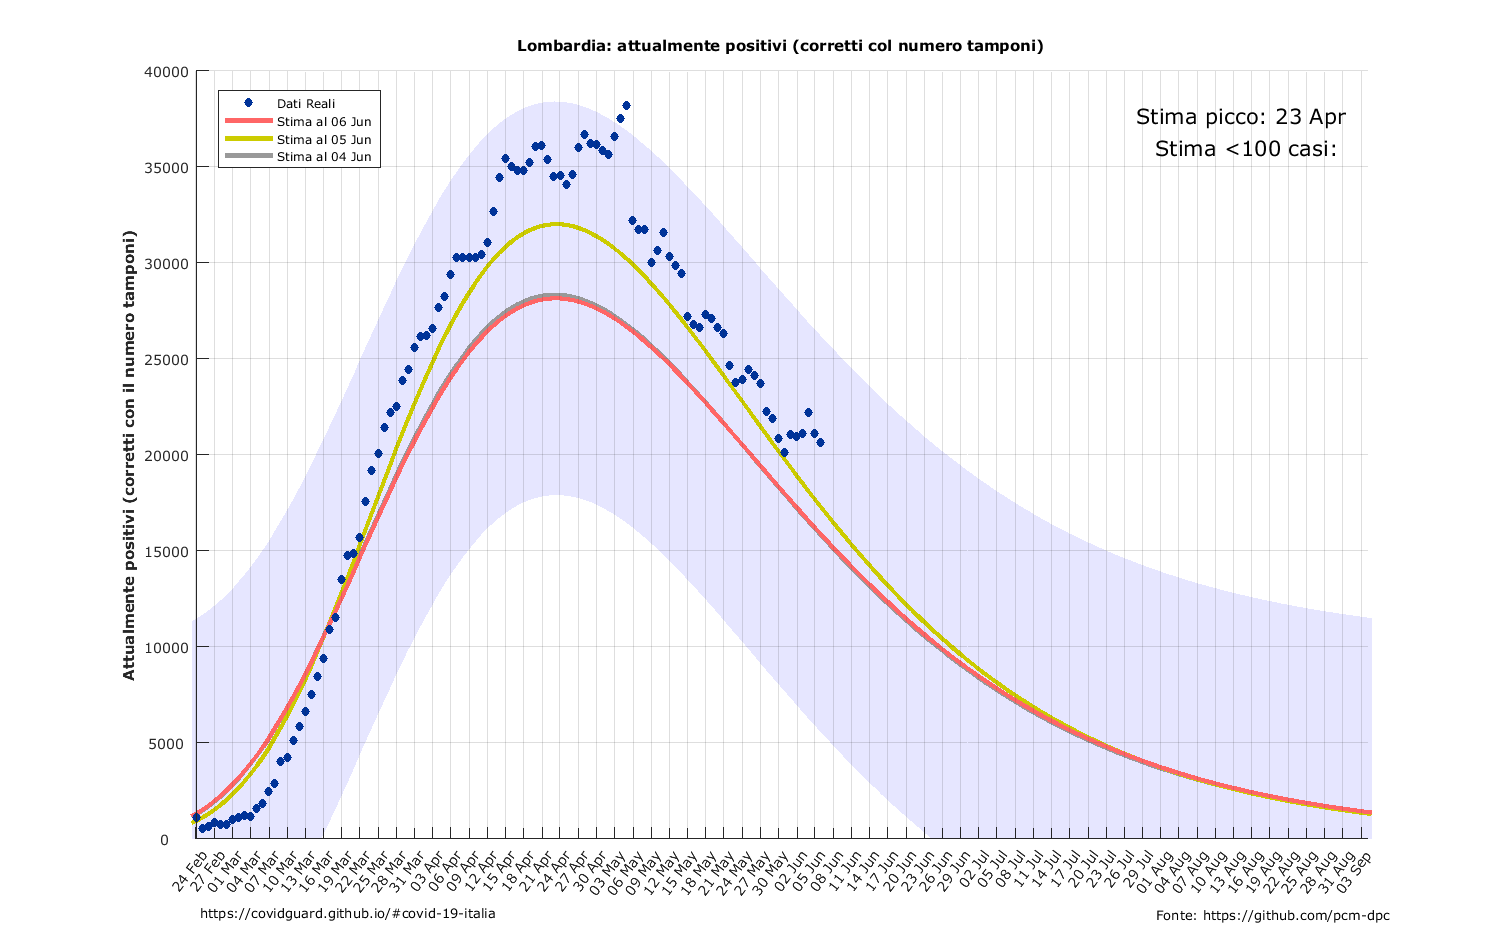 Lombardia: attualmente positivi (corretti col numero tamponi)
40000
35000
30000
25000
20000
15000
10000
5000
0
Attualmente positivi (corretti con il numero tamponi)
Dati Reali
Stima al 06 Jun
Stima al 05 Jun
Stima al 04 Jun
Stima picco: 23 Apr
Stima <100 casi:
24 Feb
27 Feb
01 Mar
04 Mar
07 Mar
10 Mar
13 Mar
16 Mar
19 Mar
22 Mar
25 Mar
28 Mar
31 Mar
03 Apr
06 Apr
09 Apr
12 Apr
15 Apr
18 Apr
21 Apr
24 Apr
27 Apr
30 Apr
03 May
06 May
09 May
12 May
15 May
18 May
21 May
24 May
27 May
30 May
02 Jun
05 Jun
08 Jun
11 Jun
14 Jun
17 Jun
20 Jun
23 Jun
26 Jun
29 Jun
02 Jul
05 Jul
08 Jul
11 Jul
14 Jul
17 Jul
20 Jul
23 Jul
26 Jul
29 Jul
01 Aug
04 Aug
07 Aug
10 Aug
13 Aug
16 Aug
19 Aug
22 Aug
25 Aug
28 Aug
31 Aug
03 Sep
https://covidguard.github.io/#covid-19-italia
Fonte: https://github.com/pcm-dpc